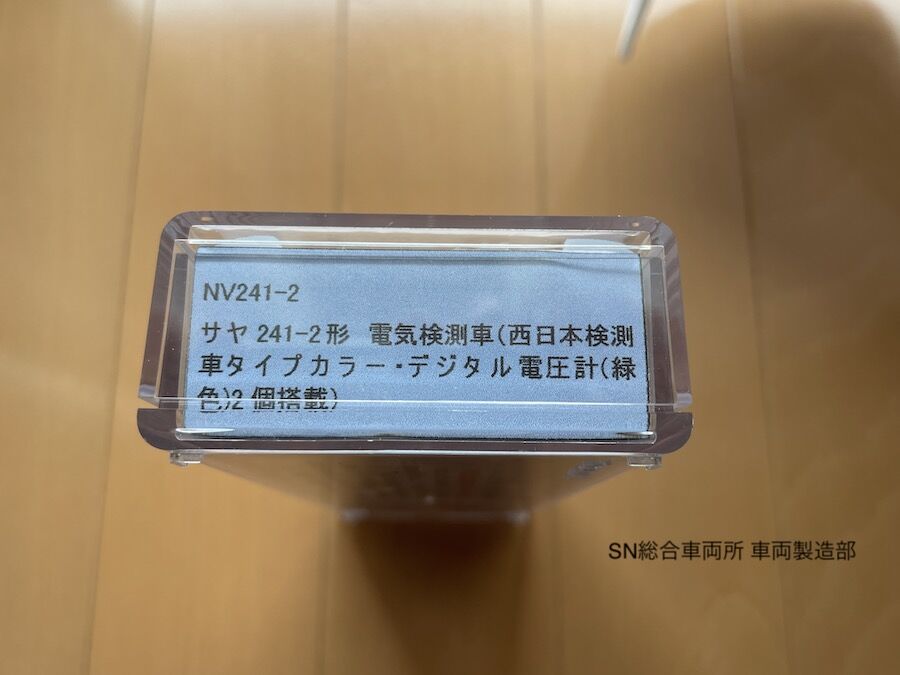 NV241-2
サヤ 241-2形 電気検測車(西日本検測
車タイプカラー・デジタル電圧計(緑
色)2 個搭載)
SN総合車両所 車両製造部